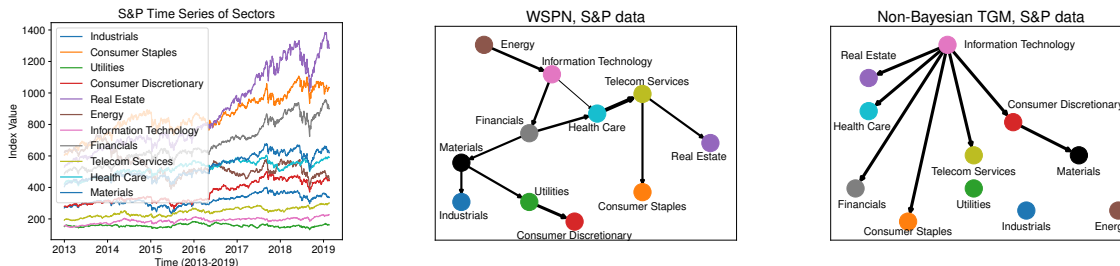 S&P Time Series of Sectors
Index Value
1400
1200
1000
800
600
400
200
Industrials
Consumer Staples
Utilities
Consumer Discretionary
Real Estate
Energy
Information Technology
Financials
Telecom Services
Health Care
Materials
2013 2014 2015 2016 2017 2018 2019
Time (2013-2019)
WSPN, S&P data
Energy
Information Technology
Telecom Services
Financials
Health Care
Materials
Real Estate
Utilities
Industrials
Consumer Staples
Consumer Discretionary
Non-Bayesian TGM, S&P data
Information Technology
Real Estate
Consumer Discretionary
Health Care
Telecom Services
Materials
Financials
Utilities
Consumer Staples
Industrials
Energ